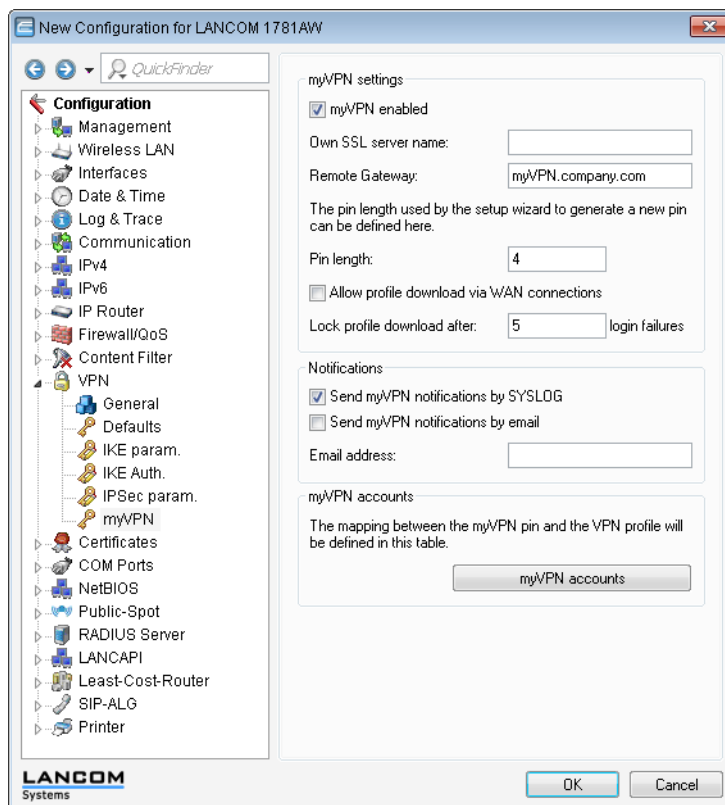 New Configuration for LANCOM 1781AW
QuickFinder
Configuration
Management
Wireless LAN
Interfaces
Date & Time
Log & Trace
Communication
IPv4
IPv6
IP Router
Firewall/QoS
Content Filter
VPN
General
Defaults
IKE param.
IKE Auth.
IPSec param.
myVPN
Certificates
COM Ports
NetBIOS
Public-Spot
RADIUS Server
LANCAPI
Least-Cost-Router
SIP-ALG
Printer
myVPN settings
myVPN enabled
Own SSL server name:
Remote Gateway: myVPN.company.com
The pin length used by the setup wizard to generate a new pin
can be defined here.
Pin length: 4
Allow profile download via WAN connections
Lock profile download after: 5 login failures
Notifications
Send myVPN notifications by SYSLOG
Send myVPN notifications by email
Email address:
myVPN accounts
The mapping between the myVPN pin and the VPN profile will
be defined in this table.
myVPN accounts
LANCOM
Systems
OK Cancel